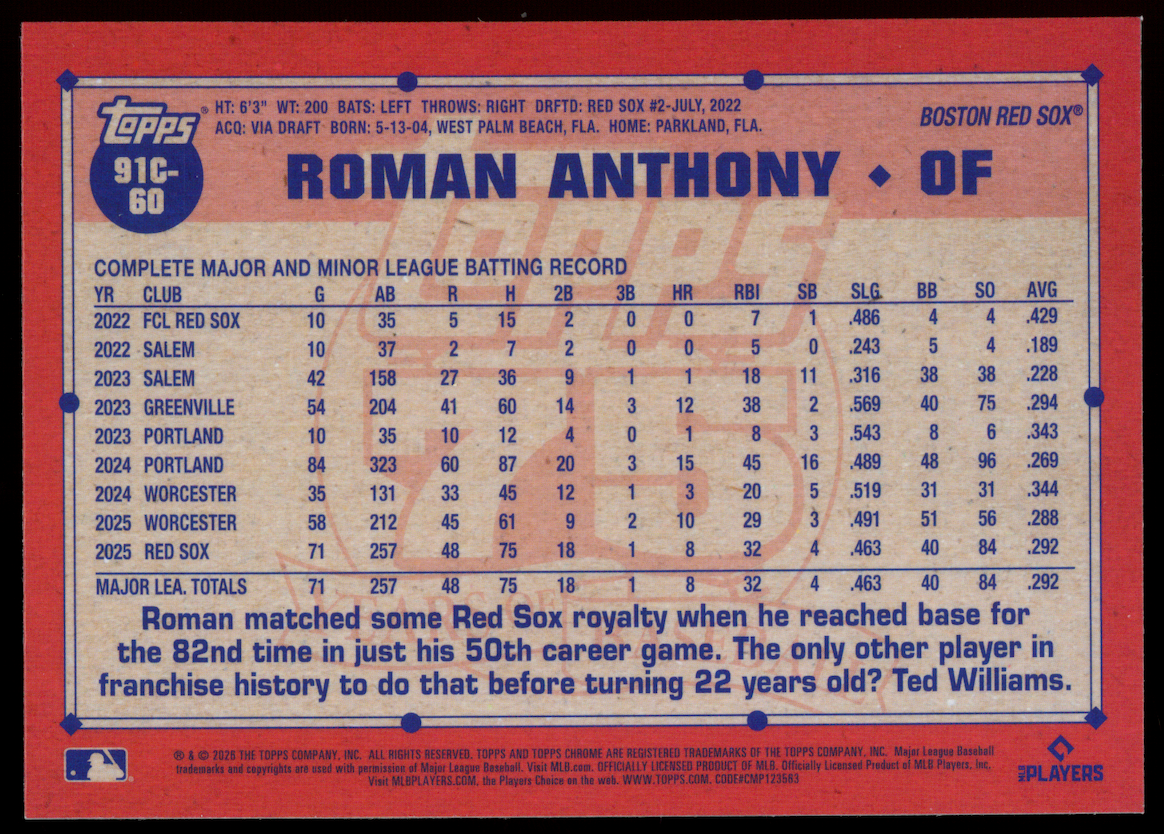 Topps® HT: 6'3" WT: 200 BATS: LEFT THROWS: RIGHT DRFTD: RED SOX #2-JULY, 2022
ACQ: VIA DRAFT BORN: 5-13-04, WEST PALM BEACH, FLA. HOME: PARKLAND, FLA.
BOSTON RED SOX®
91C-
60
ROMAN ANTHONY ♦ OF
Topps
75
YEARS OF BASEBALL
COMPLETE MAJOR AND MINOR LEAGUE BATTING RECORD
YR CLUB G AB R H 2B 3B HR RBI SB SLG BB SO AVG
2022 FCL RED SOX 10 35 5 15 2 0 0 7 1 .486 4 4 .429
2022 SALEM 10 37 2 7 2 0 0 5 0 .243 5 4 .189
2023 SALEM 42 158 27 36 9 1 1 18 11 .316 38 38 .228
2023 GREENVILLE 54 204 41 60 14 3 12 38 2 .569 40 75 .294
2023 PORTLAND 10 35 10 12 4 0 1 8 3 .543 8 6 .343
2024 PORTLAND 84 323 60 87 20 3 15 45 16 .489 48 96 .269
2024 WORCESTER 35 131 33 45 12 1 3 20 5 .519 31 31 .344
2025 WORCESTER 58 212 45 61 9 2 10 29 3 .491 51 56 .288
2025 RED SOX 71 257 48 75 18 1 8 32 4 .463 40 84 .292
MAJOR LEA. TOTALS 71 257 48 75 18 1 8 32 4 .463 40 84 .292
Roman matched some Red Sox royalty when he reached base for
the 82nd time in just his 50th career game. The only other player in
franchise history to do that before turning 22 years old? Ted Williams.
® & © 2026 THE TOPPS COMPANY, INC. ALL RIGHTS RESERVED. TOPPS AND TOPPS CHROME ARE REGISTERED TRADEMARKS OF THE TOPPS COMPANY, INC. Major League Baseball
trademarks and copyrights are used with permission of Major League Baseball. Visit MLB.com. OFFICIALLY LICENSED PRODUCT OF MLB. Officially Licensed Product of MLB Players, Inc.
Visit MLBPLAYERS.COM, the Players Choice on the web. WWW.TOPPS.COM. CODE#CMP123563
MLB PLAYERS